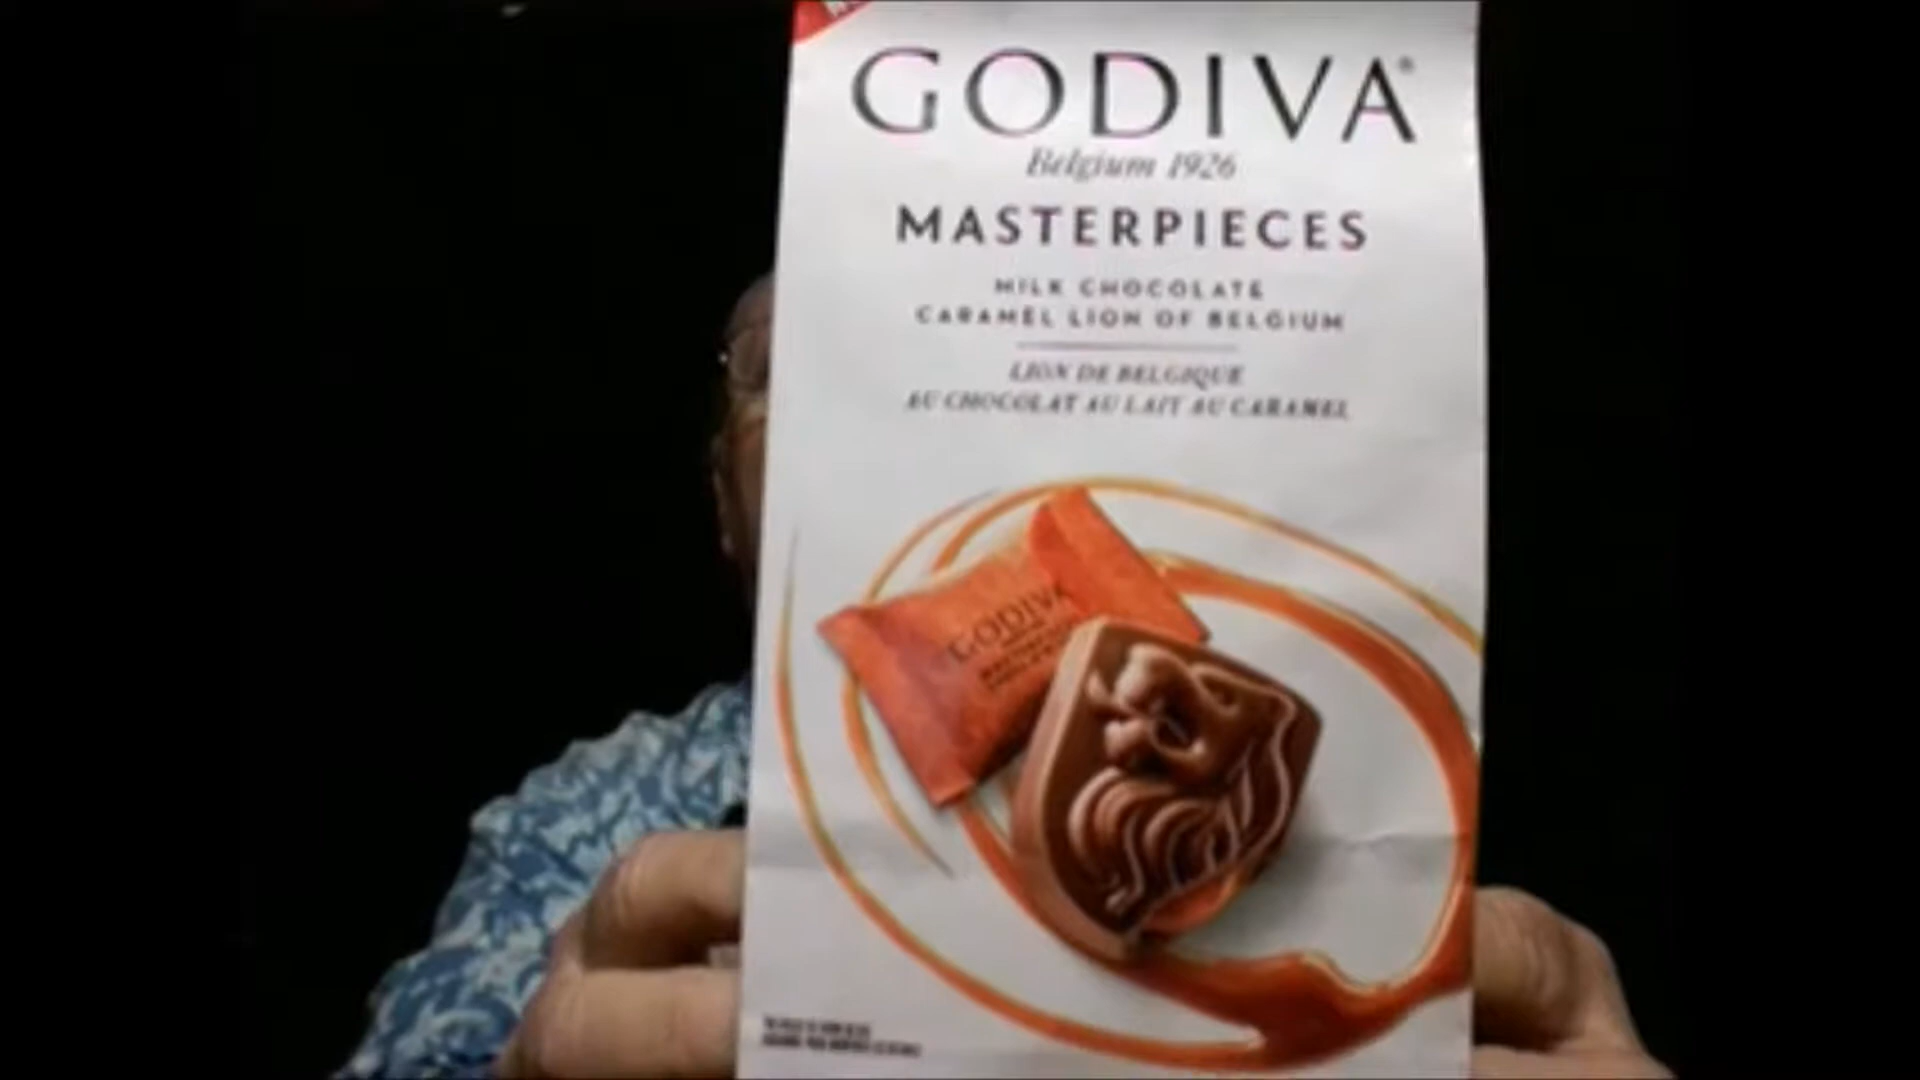 GODIVA®
Belgium 1926
MASTERPIECES
MILK CHOCOLATE
CARAMEL LION OF BELGIUM
LION DE BELGIQUE
AU CHOCOLAT AU LAIT AU CARAMEL
GODIVA